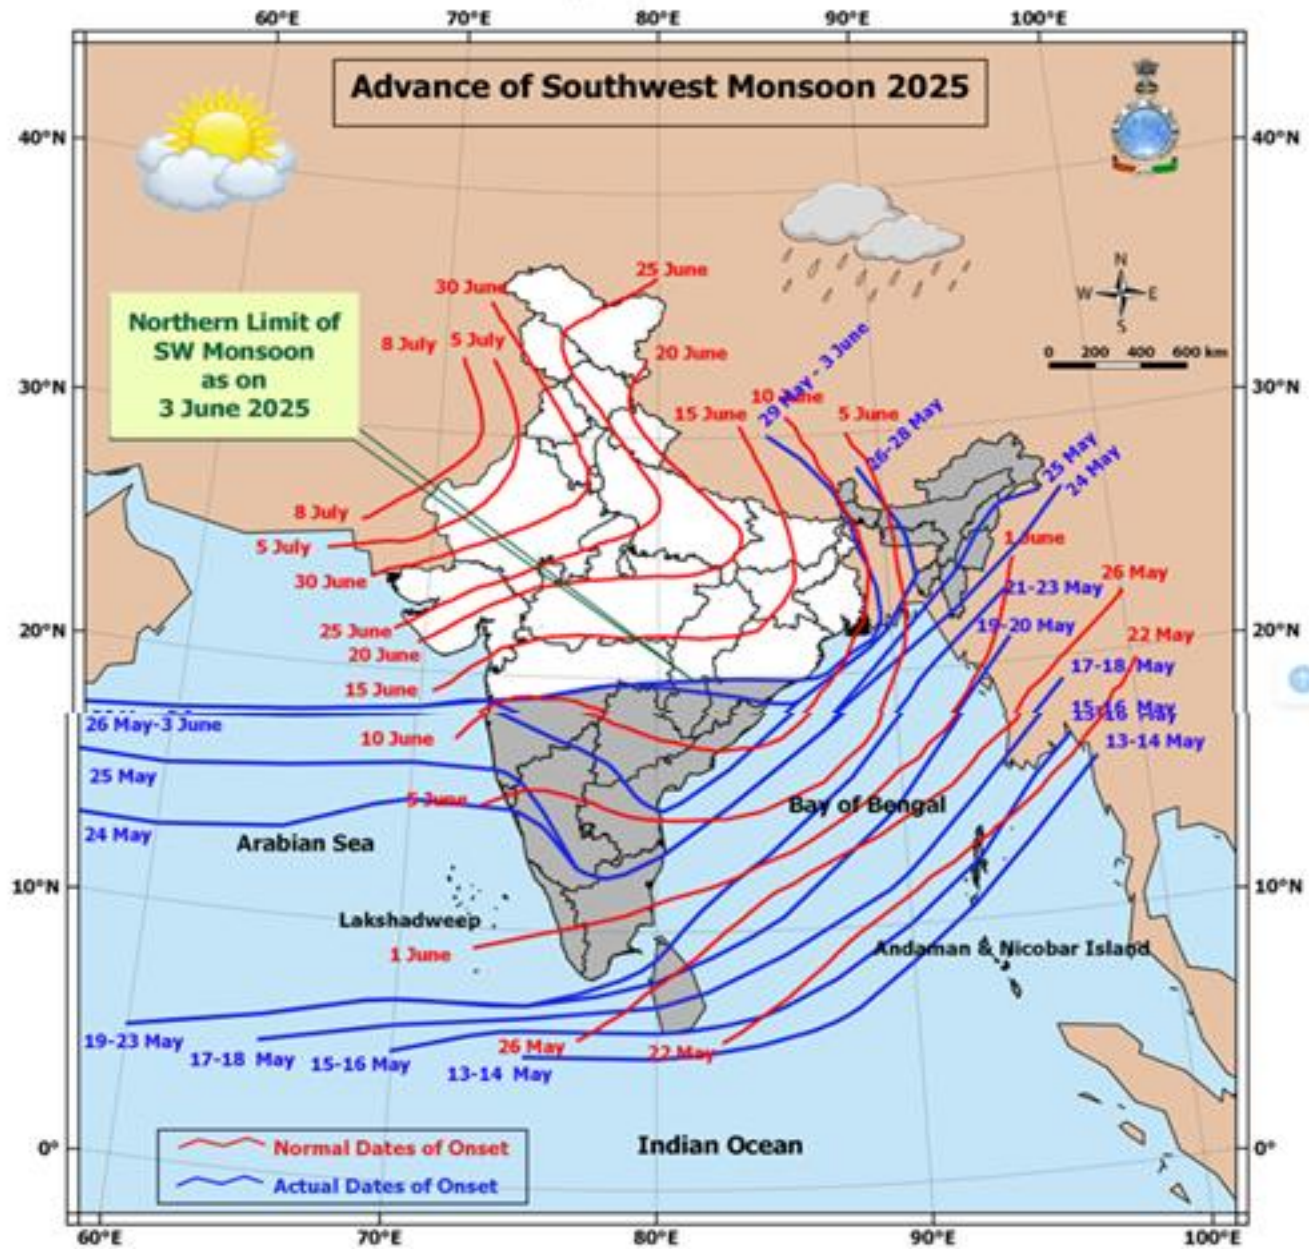 60°E 70°E 80°E 90°E 100°E
Advance of Southwest Monsoon 2025
40°N 40°N
N
W E
S
0 200 400 600 km
25 June
30 June
Northern Limit of
SW Monsoon
as on
3 June 2025
8 July 5 July
20 June
29 May - 3 June
30°N 30°N
10 June
15 June 5 June
26-28 May
25 May
24 May
8 July
5 July
1 June
30 June
26 May
21-23 May
25 June
20°N 20°N
19-20 May
22 May
20 June
17-18 May
15 June
15-16 May
15-16 May
26 May-3 June
10 June
13-14 May
25 May
5 June
Bay of Bengal
24 May
Arabian Sea
10°N 10°N
Lakshadweep
Andaman & Nicobar Island
1 June
19-23 May
17-18 May
15-16 May
26 May
22 May
13-14 May
0° 0°
Normal Dates of Onset
Indian Ocean
Actual Dates of Onset
60°E 70°E 80°E 90°E 100°E